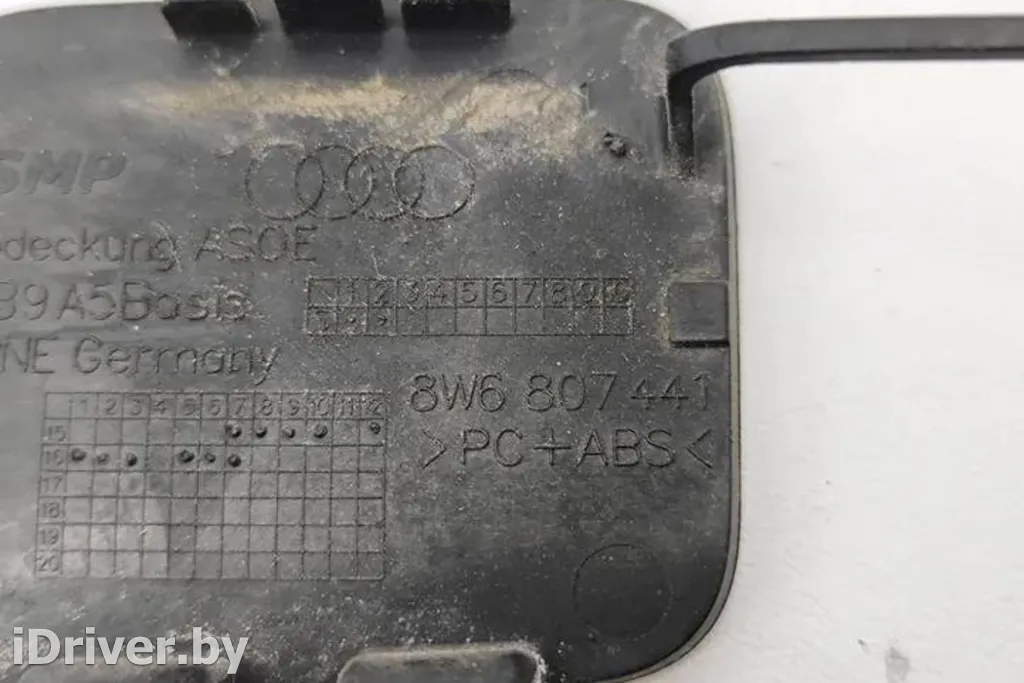 SMP
ASOE
B9 A5 Basis
Germany
1 2 3 4 5 6 7 8 9 10
8W6 807 441
>PC+ABS<
1 2 3 4 5 6 7 8 9 10 11 12
15
16
17
18
19
20
iDriver.by